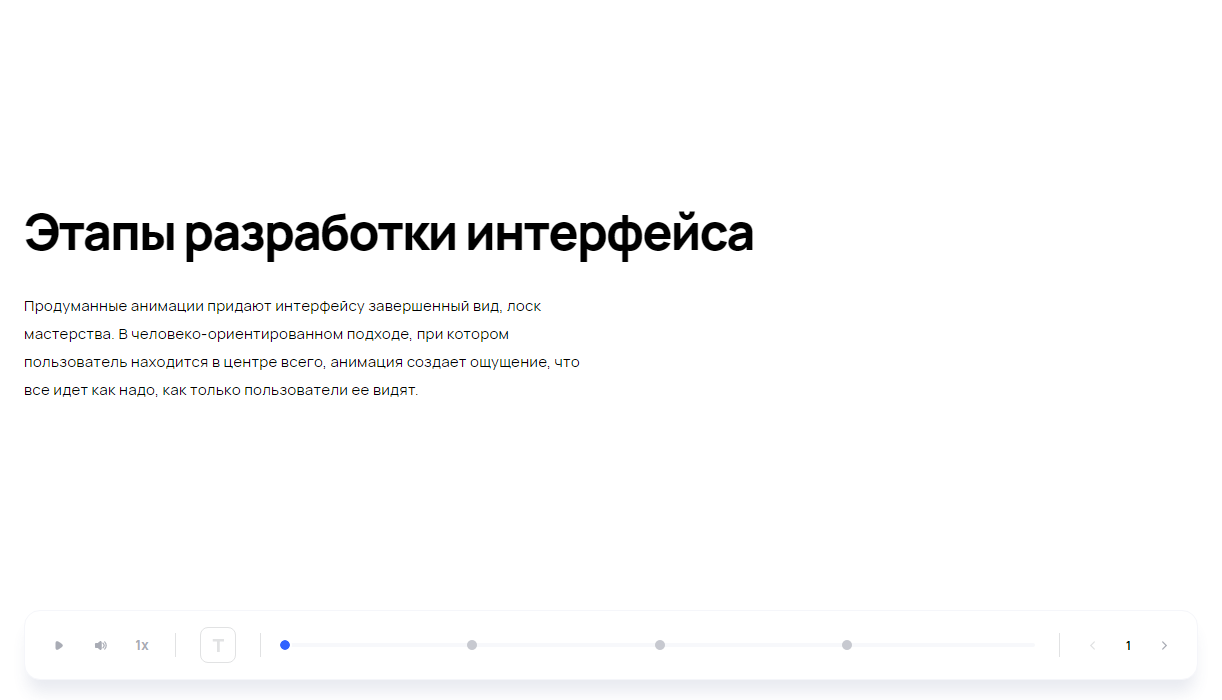 Этапы разработки интерфейса
Продуманные анимации придают интерфейсу завершенный вид, лоск
мастерства. В человеко-ориентированном подходе, при котором
пользователь находится в центре всего, анимация создает ощущение, что
все идет как надо, как только пользователи ее видят.
1x T 1